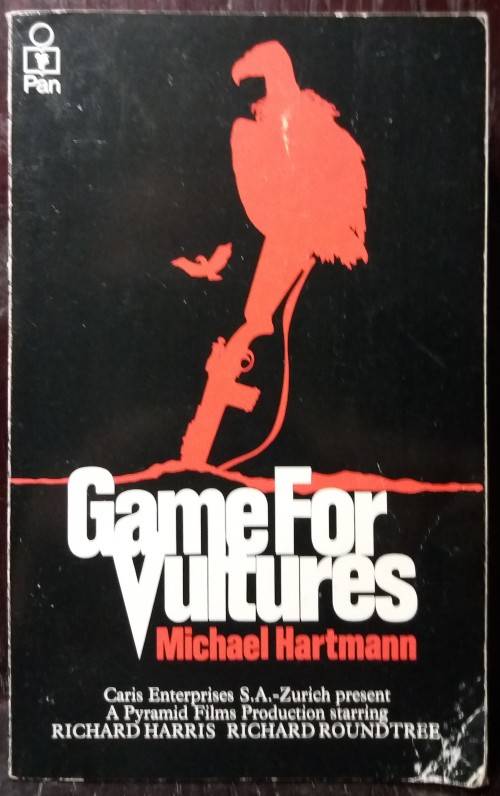 Pan
Game For
Vultures
Michael Hartmann
Caris Enterprises S.A.-Zurich present
A Pyramid Films Production starring
RICHARD HARRIS RICHARD ROUNDTREE